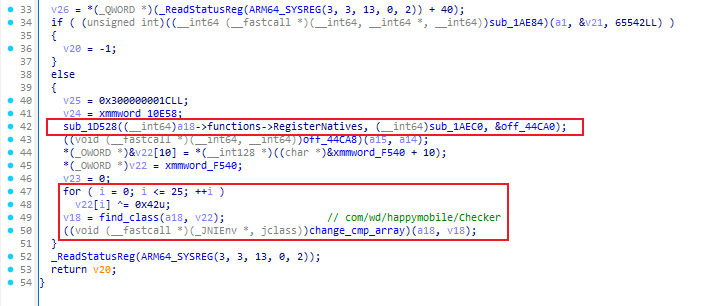 33 v26 = *(_QWORD *)(_ReadStatusReg(ARM64_SYSREG(3, 3, 13, 0, 2)) + 40);
34 if ( (unsigned int)((__int64 (__fastcall *)(__int64, __int64 *, __int64))sub_1AE84)(a1, &v21, 65542LL) )
35 {
36 v20 = -1;
37 }
38 else
39 {
40 v25 = 0x300000001CLL;
41 v24 = xmmword_10E58;
42 sub_1D528((__int64)a18->functions->RegisterNatives, (__int64)sub_1AEC0, &off_44CA0);
43 ((void (__fastcall *)(__int64, __int64))off_44CA8)(a15, a14);
44 *(_OWORD *)&v22[10] = *(__int128 *)((char *)&xmmword_F540 + 10);
45 *(_OWORD *)v22 = xmmword_F540;
46 v23 = 0;
47 for ( i = 0; i <= 25; ++i )
48 v22[i] ^= 0x42u;
49 v18 = find_class(a18, v22); // com/wd/happymobile/Checker
50 ((void (__fastcall *)(_JNIEnv *, jclass))change_cmp_array)(a18, v18);
51 }
52 _ReadStatusReg(ARM64_SYSREG(3, 3, 13, 0, 2));
53 return v20;
54 }